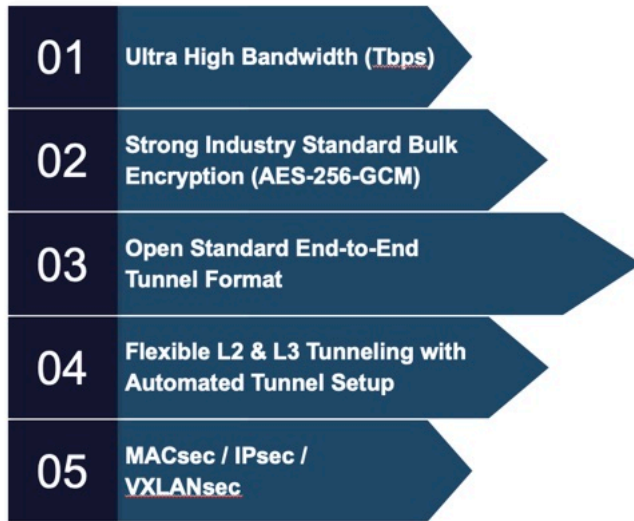 01
Ultra High Bandwidth (Tbps)
02
Strong Industry Standard Bulk
Encryption (AES-256-GCM)
03
Open Standard End-to-End
Tunnel Format
04
Flexible L2 & L3 Tunneling with
Automated Tunnel Setup
05
MACsec / IPsec /
VXLANsec